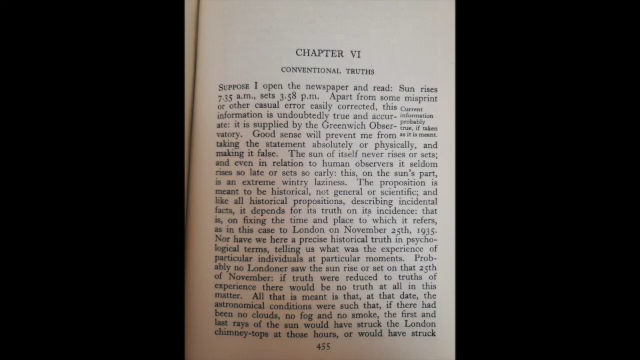 CHAPTER VI
CONVENTIONAL TRUTHS
SUPPOSE I open the newspaper and read: Sun rises
7.35 a.m., sets 3.58 p.m. Apart from some misprint
or other casual error easily corrected, this
information is undoubtedly true and accur-
ate: it is supplied by the Greenwich Obser-
vatory. Good sense will prevent me from
Current
information
probably
true, if taken
as it is meant.
taking the statement absolutely or physically, and
making it false. The sun of itself never rises or sets;
and even in relation to human observers it seldom
rises so late or sets so early: this, on the sun's part,
is an extreme wintry laziness. The proposition is
meant to be historical, not general or scientific; and
like all historical propositions, describing incidental
facts, it depends for its truth on its incidence: that
is, on fixing the time and place to which it refers,
as in this case to London on November 25th, 1935.
Nor have we here a precise historical truth in psycho-
logical terms, telling us what was the experience of
particular individuals at particular moments. Prob-
ably no Londoner saw the sun rise or set on that 25th
of November: if truth were reduced to truths of
experience there would be no truth at all in this
matter. All that is meant is that, at that date, the
astronomical conditions were such that, if there had
been no clouds, no fog and no smoke, the first and
last rays of the sun would have struck the London
chimney-tops at those hours, or would have struck
455